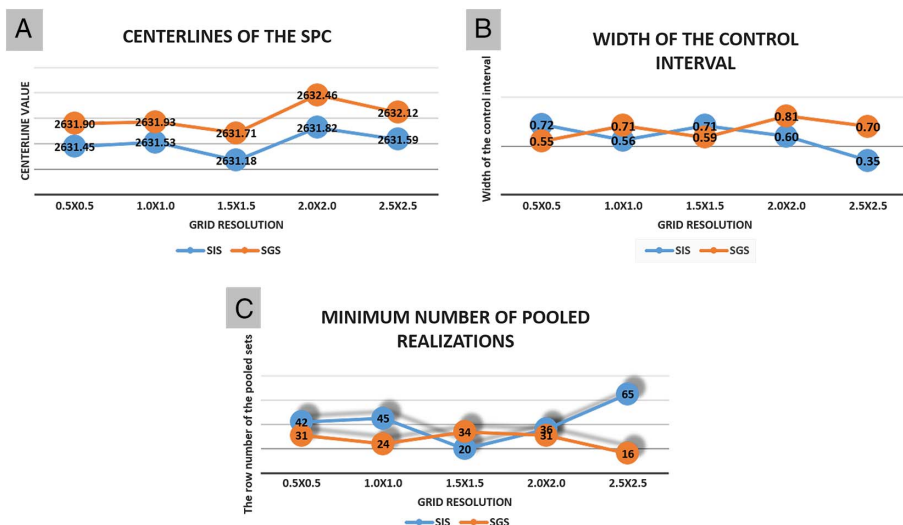 A
CENTERLINES OF THE SPC
CENTERLINE VALUE
2631.90
2631.93
2631.71
2632.46
2632.12
2631.45
2631.53
2631.18
2631.82
2631.59
0.5X0.5 1.0X1.0 1.5X1.5 2.0X2.0 2.5X2.5
GRID RESOLUTION
SIS SGS
B
WIDTH OF THE CONTROL
INTERVAL
Width of the control interval
0.72
0.56
0.71
0.60
0.35
0.55
0.71
0.59
0.81
0.70
0.5X0.5 1.0X1.0 1.5X1.5 2.0X2.0 2.5X2.5
GRID RESOLUTION
SIS SGS
C
MINIMUM NUMBER OF POOLED
REALIZATIONS
The row number of the pooled sets
42
45
20
36
65
31
24
34
31
16
0.5X0.5 1.0X1.0 1.5X1.5 2.0X2.0 2.5X2.5
GRID RESOLUTION
SIS SGS